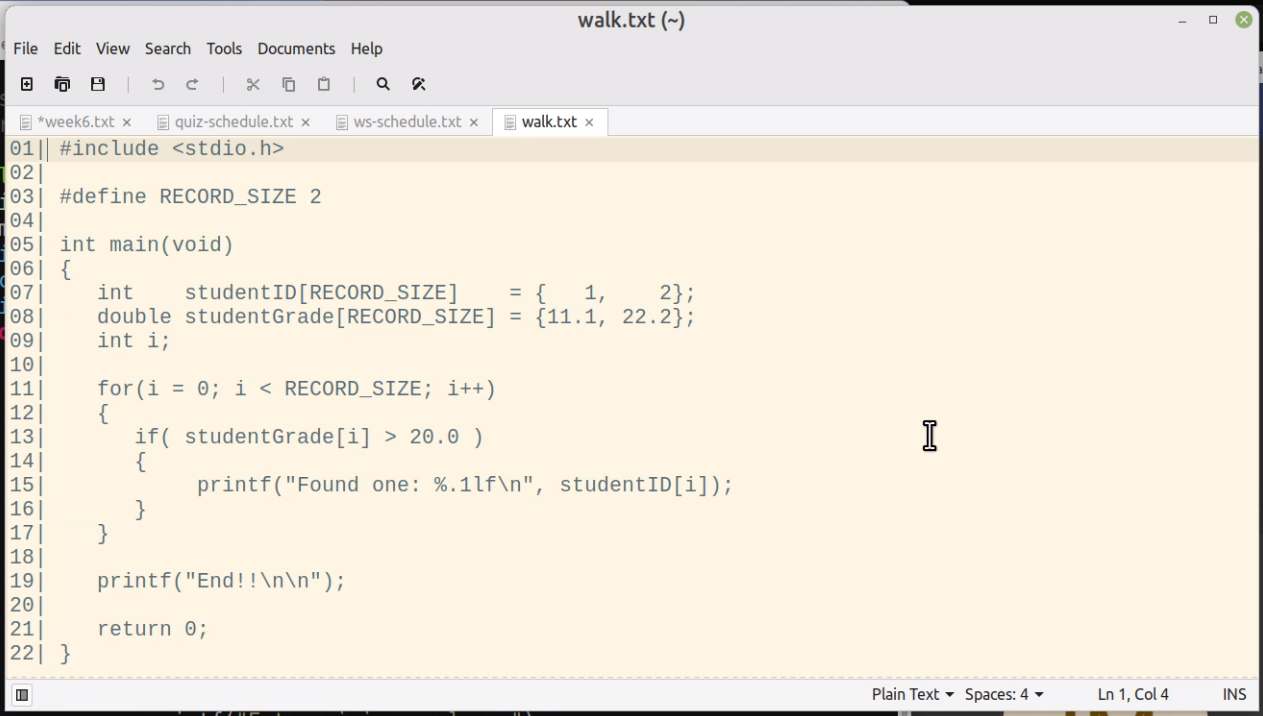 walk.txt (~)
File Edit View Search Tools Documents Help
*week6.txt × quiz-schedule.txt × ws-schedule.txt × walk.txt ×
01| #include <stdio.h>
02|
03| #define RECORD_SIZE 2
04|
05| int main(void)
06| {
07|    int    studentID[RECORD_SIZE]    = {   1,    2};
08|    double studentGrade[RECORD_SIZE] = {11.1, 22.2};
09|    int i;
10|
11|    for(i = 0; i < RECORD_SIZE; i++)
12|    {
13|       if( studentGrade[i] > 20.0 )
14|       {
15|            printf("Found one: %.1lf\n", studentID[i]);
16|       }
17|    }
18|
19|    printf("End!!\n\n");
20|
21|    return 0;
22| }
Plain Text Spaces: 4 Ln 1, Col 4 INS